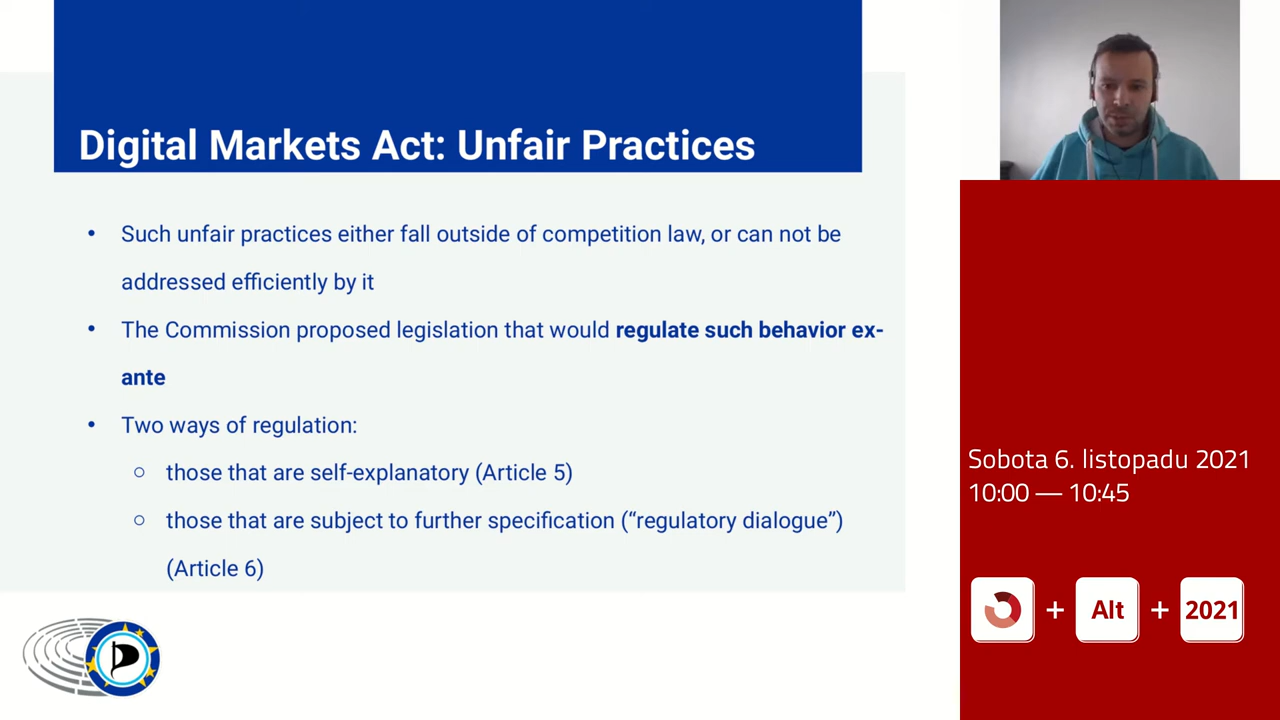 Digital Markets Act: Unfair Practices
• Such unfair practices either fall outside of competition law, or can not be
addressed efficiently by it
• The Commission proposed legislation that would regulate such behavior ex-
ante
• Two ways of regulation:
○ those that are self-explanatory (Article 5)
○ those that are subject to further specification (“regulatory dialogue”)
(Article 6)
Sobota 6. listopadu 2021
10:00 — 10:45
+ Alt + 2021